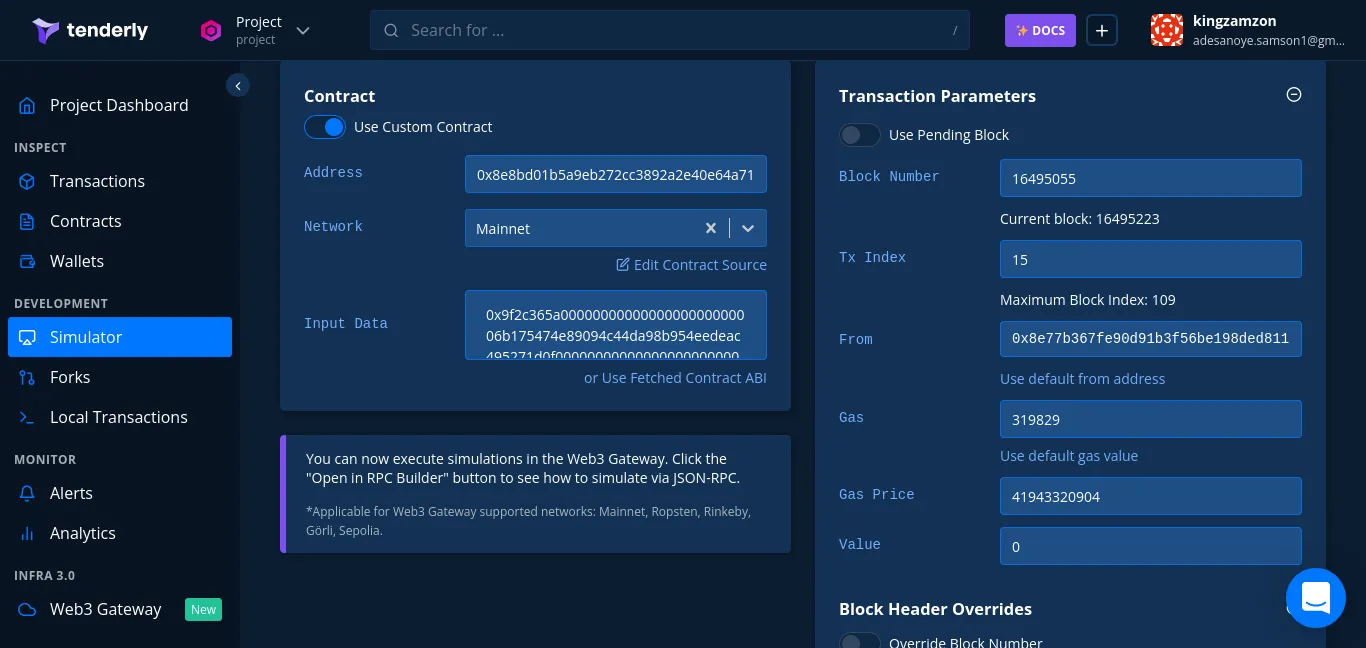 tenderly
Project
project
Search for ...
/
✨ DOCS
+
kingzamzon
adesanoye.samson1@gm...
Project Dashboard
INSPECT
Transactions
Contracts
Wallets
DEVELOPMENT
Simulator
Forks
Local Transactions
MONITOR
Alerts
Analytics
INFRA 3.0
Web3 Gateway
New
Contract
Use Custom Contract
Address
0x8e8bd01b5a9eb272cc3892a2e40e64a71
Network
Mainnet
Edit Contract Source
Input Data
0x9f2c365a000000000000000000000000
06b175474e89094c44da98b954eedeac
495271d0f000000000000000000000000
or Use Fetched Contract ABI
You can now execute simulations in the Web3 Gateway. Click the
"Open in RPC Builder" button to see how to simulate via JSON-RPC.
*Applicable for Web3 Gateway supported networks: Mainnet, Ropsten, Rinkeby,
Görli, Sepolia.
Transaction Parameters
Use Pending Block
Block Number
16495055
Current block: 16495223
Tx Index
15
Maximum Block Index: 109
From
0x8e77b367fe90d91b3f56be198ded811
Use default from address
Gas
319829
Use default gas value
Gas Price
41943320904
Value
0
Block Header Overrides
Override Block Number